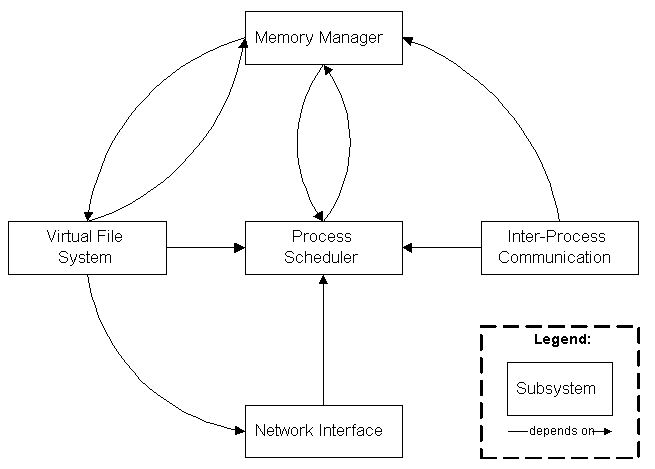 Memory Manager
Virtual File
System
Process
Scheduler
Inter-Process
Communication
Network Interface
Legend:
Subsystem
depends on